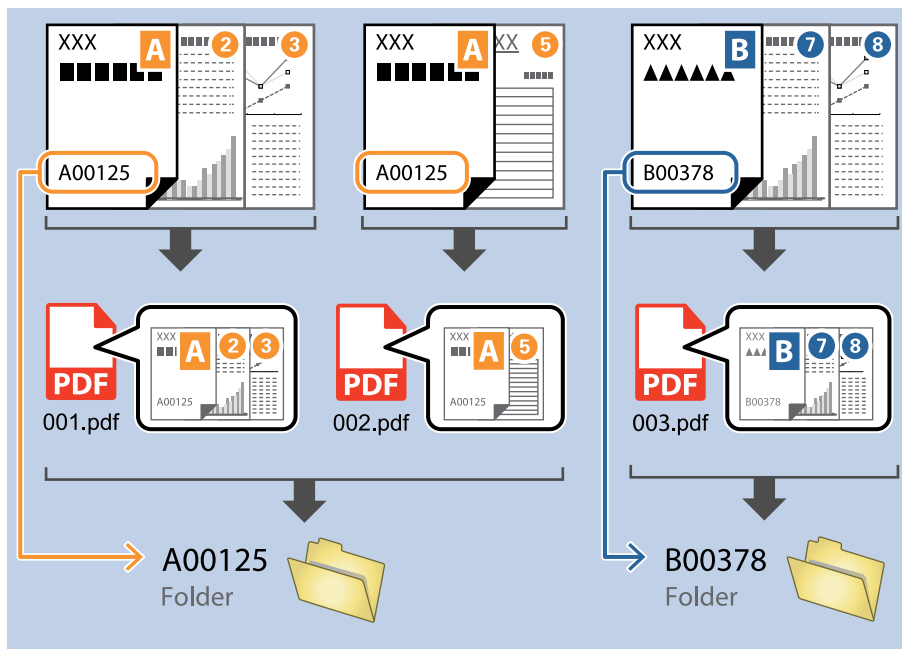 XXX A 2 3
A00125
XXX A XX 5
A00125
XXX B 7 8
B00378
PDF
XXX A 2 3
A00125
001.pdf
PDF
XXX A 5
A00125
002.pdf
PDF
XXX B 7 8
B00378
003.pdf
A00125
Folder
B00378
Folder